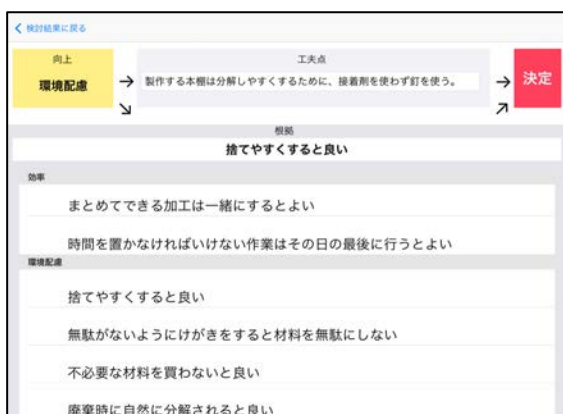 検討結果に戻る
向上
環境配慮
工夫点
製作する本棚は分解しやすくするために、接着剤を使わず釘を使う。
決定
根拠
捨てやすくすると良い
効率
まとめてできる加工は一緒にするとよい
時間を置かなければいけない作業はその日の最後に行うとよい
環境配慮
捨てやすくすると良い
無駄がないようにけがきをすると材料を無駄にしない
不必要な材料を買わないと良い
廃棄時に自然に分解されると良い